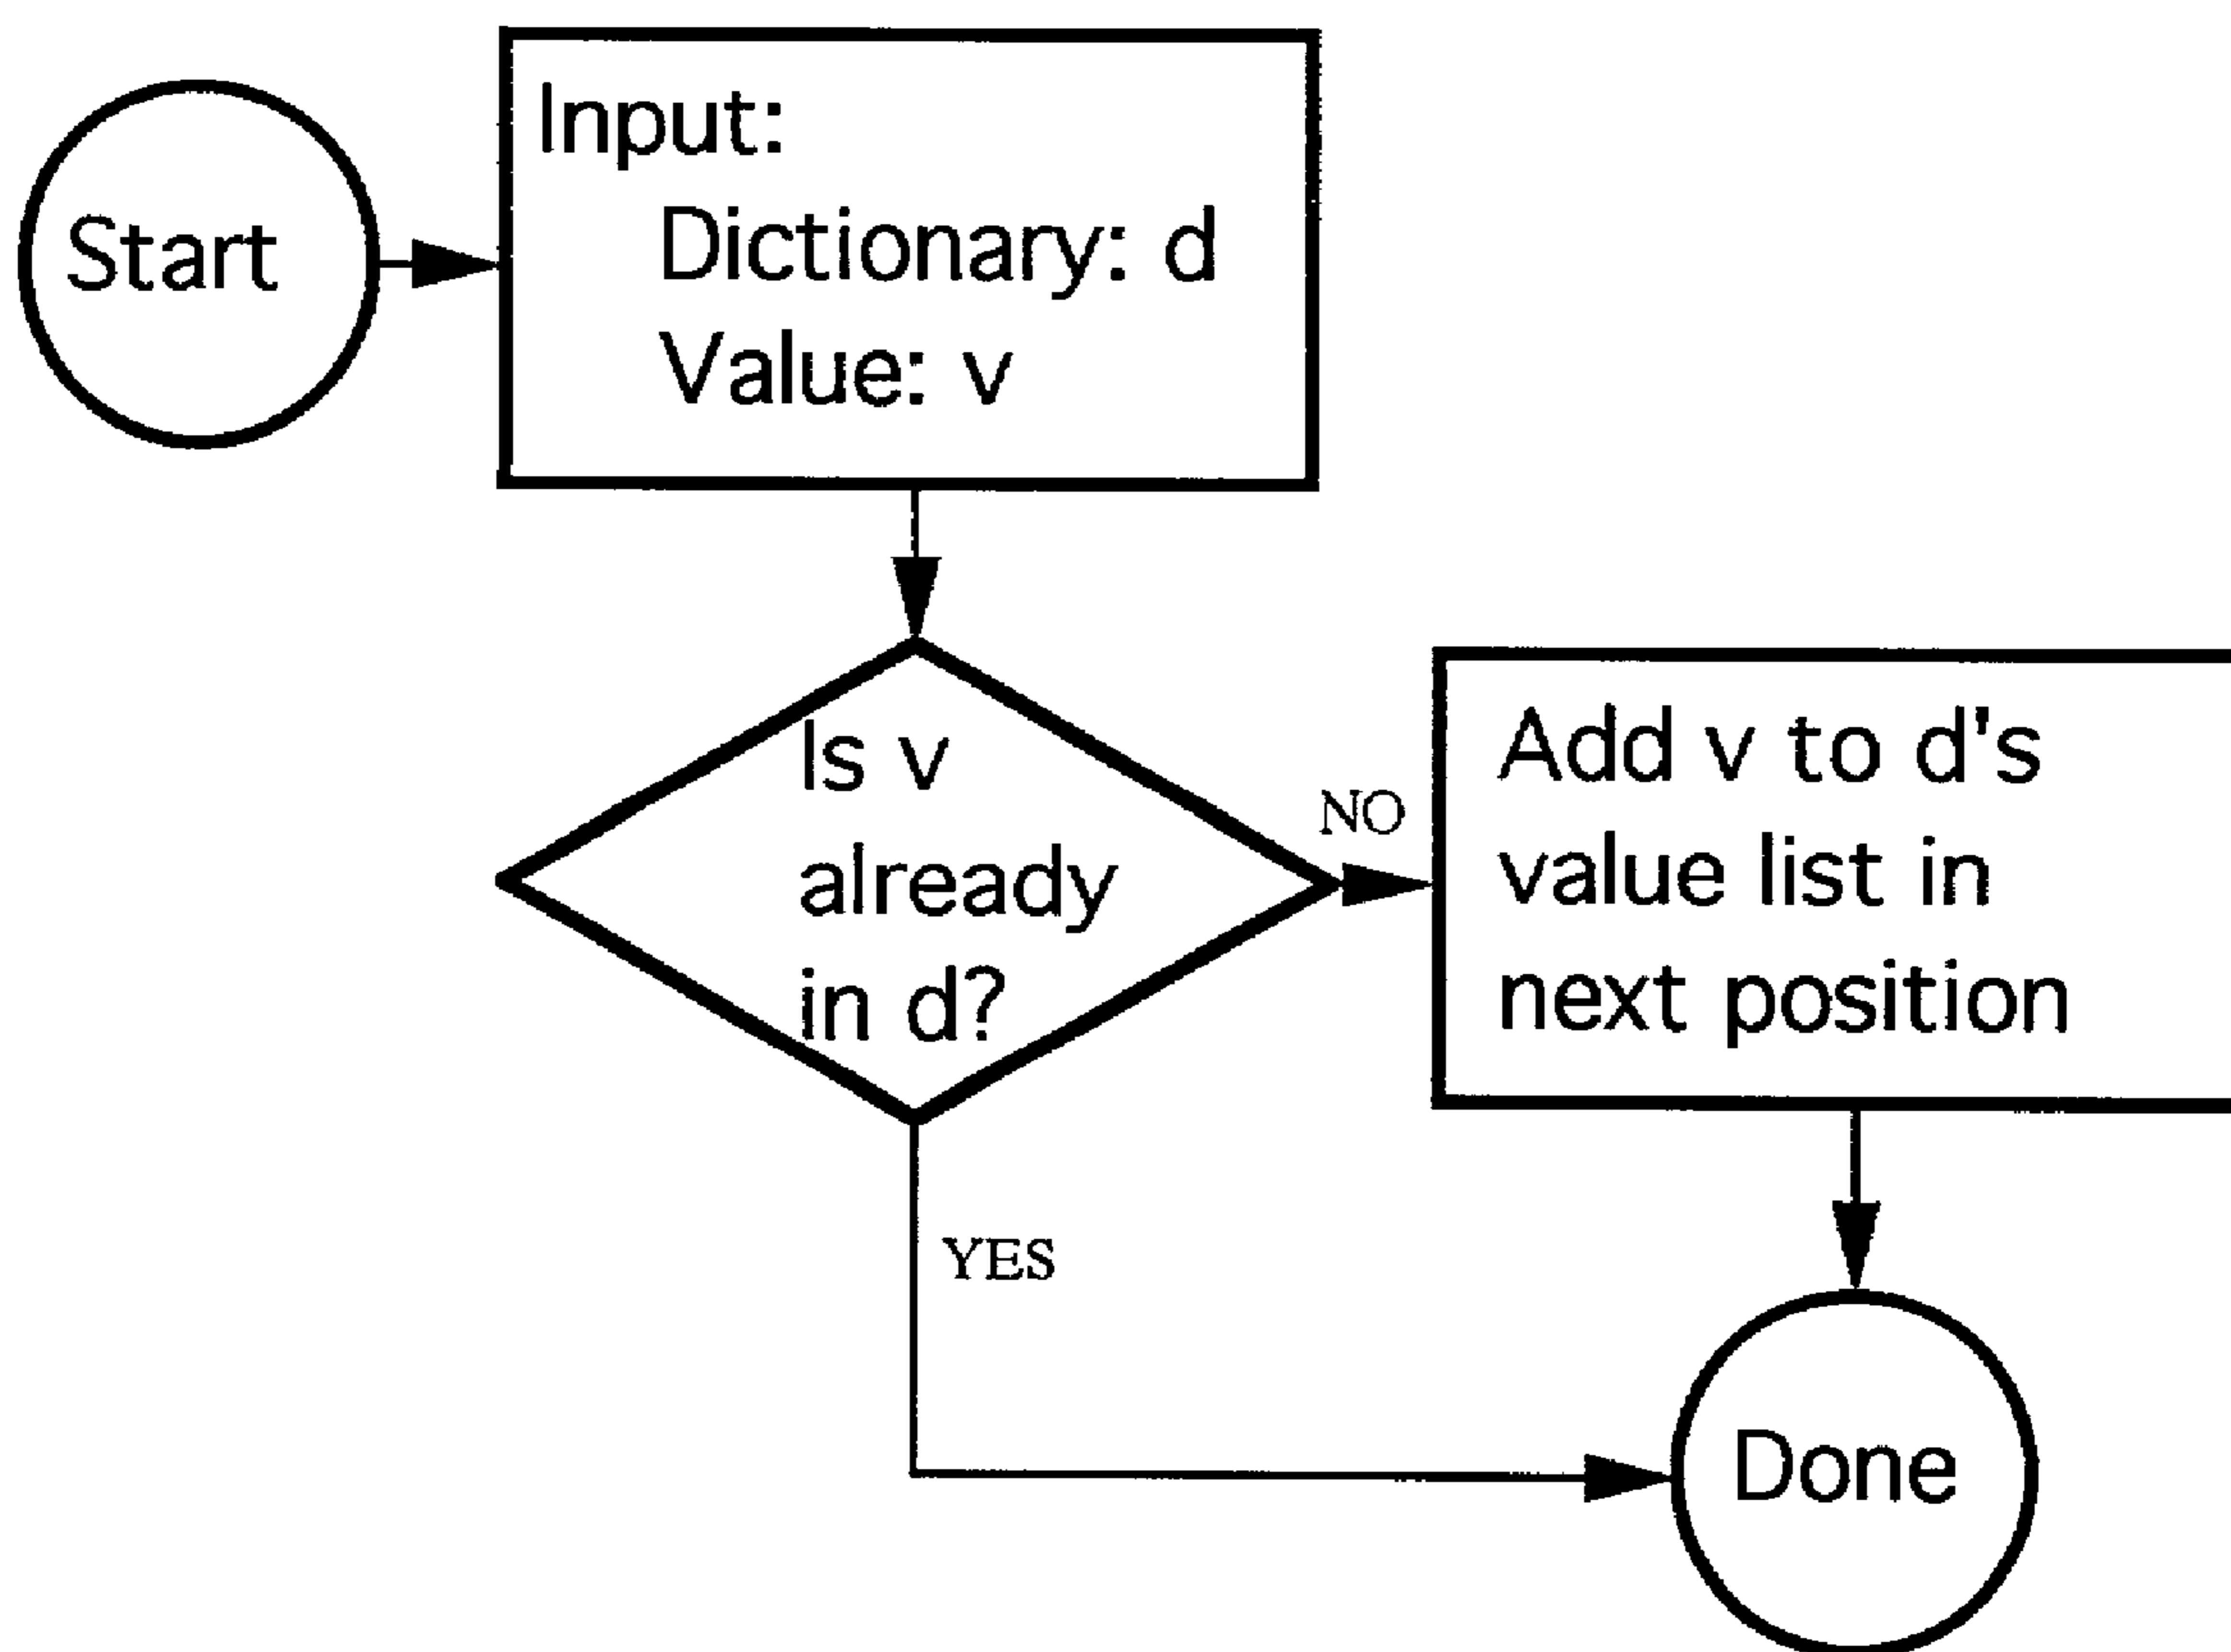 Start
Input:
Dictionary: d
Value: v
Is v
already
in d?
NO
Add v to d's
value list in
next position
YES
Done